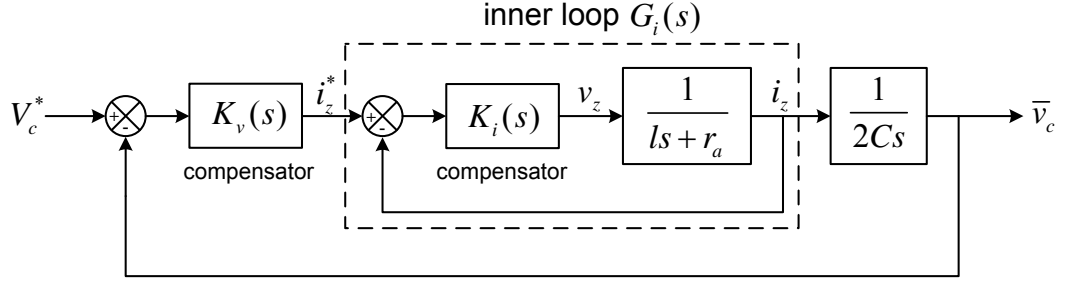 inner loop G_i(s)
V_c^*
+
-
K_v(s)
compensator
i_z^*
+
-
K_i(s)
compensator
v_z
1
ls + r_a
i_z
1
2Cs
v̅_c